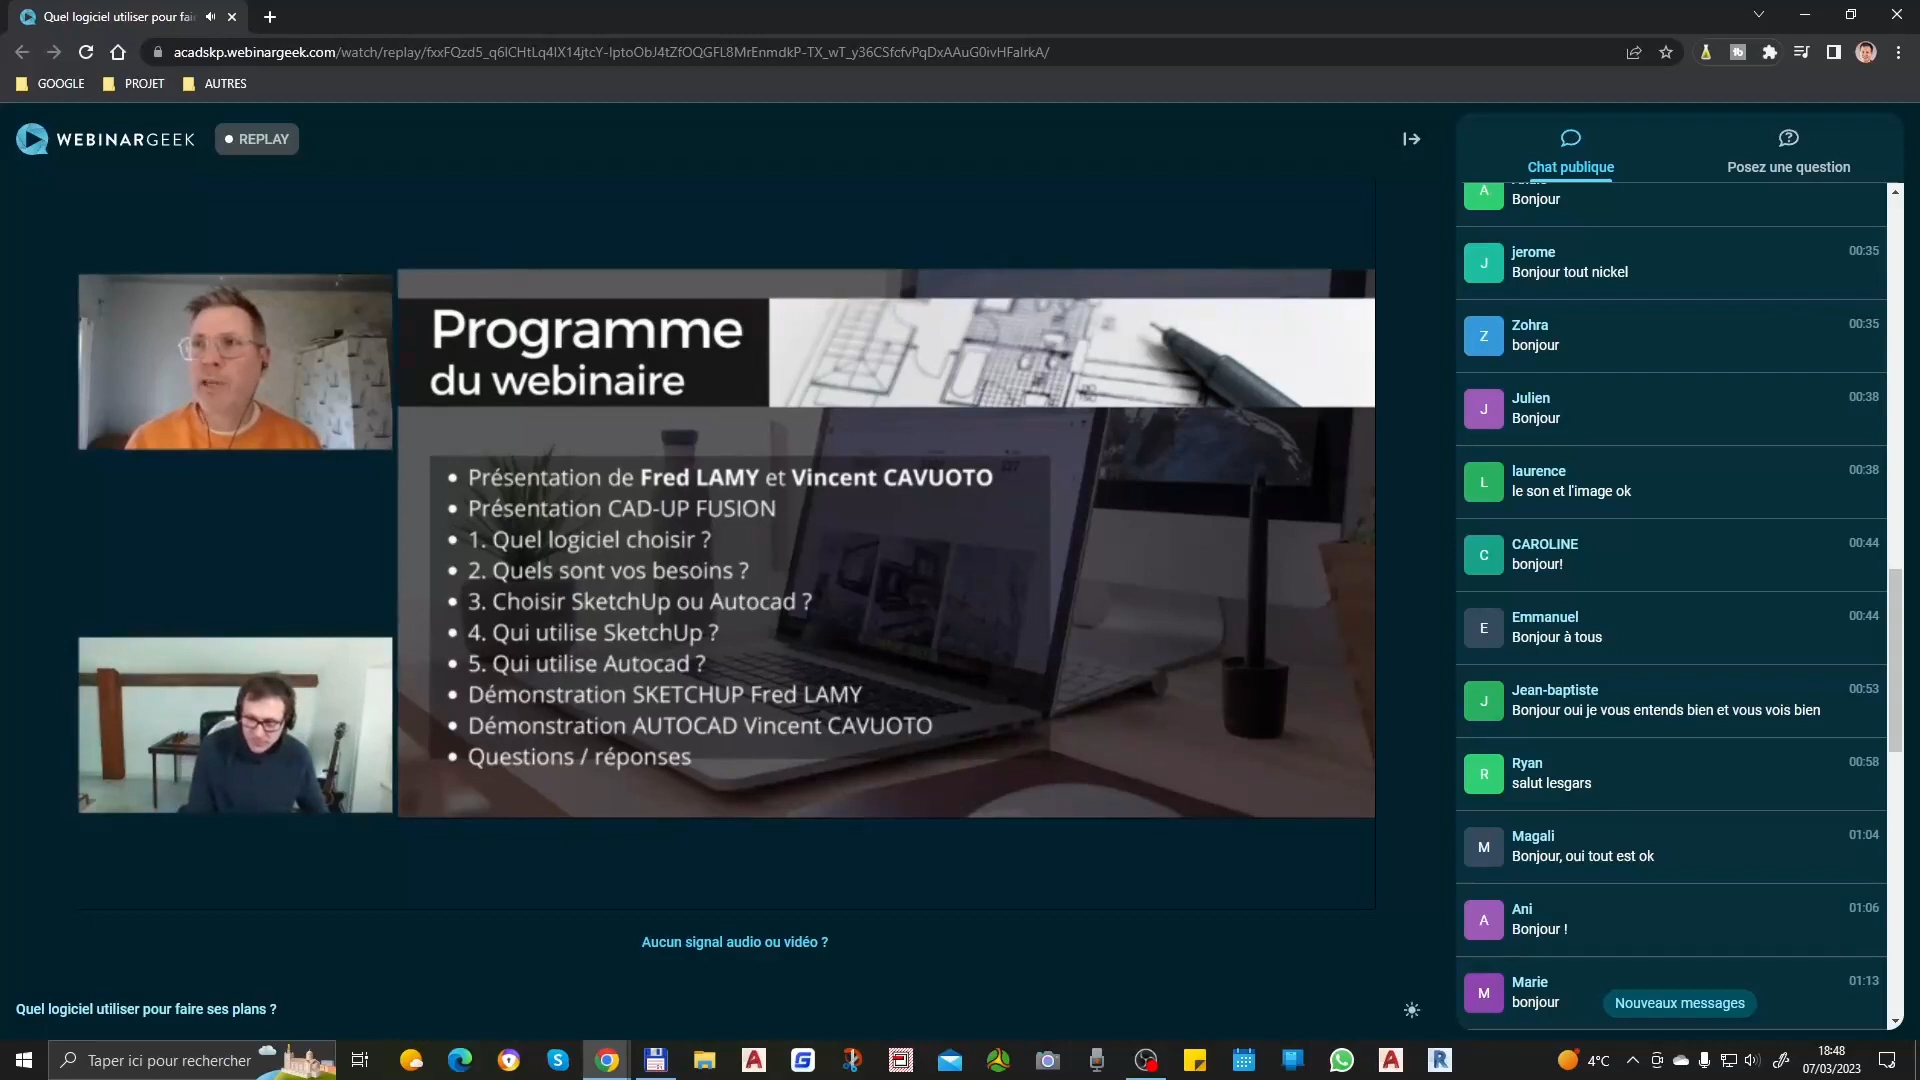 Quel logiciel utiliser pour fai
acadskp.webinargeek.com/watch/replay/fxxFQzd5_q6lCHtLq4IX14jtcY-IptoObJ4tZfOQGFL8MrEnmdkP-TX_wT_y36CSfcfvPqDxAAuG0ivHFalrkA/
GOOGLE
PROJET
AUTRES
WEBINARGEEK
REPLAY
Programme
du webinaire
• Présentation de Fred LAMY et Vincent CAVUOTO
• Présentation CAD-UP FUSION
• 1. Quel logiciel choisir ?
• 2. Quels sont vos besoins ?
• 3. Choisir SketchUp ou Autocad ?
• 4. Qui utilise SketchUp ?
• 5. Qui utilise Autocad ?
• Démonstration SKETCHUP Fred LAMY
• Démonstration AUTOCAD Vincent CAVUOTO
• Questions / réponses
Aucun signal audio ou vidéo ?
Quel logiciel utiliser pour faire ses plans ?
Chat publique
Posez une question
A
Bonjour
J
jerome
00:35
Bonjour tout nickel
Z
Zohra
00:35
bonjour
J
Julien
00:38
Bonjour
L
laurence
00:38
le son et l'image ok
C
CAROLINE
00:44
bonjour!
E
Emmanuel
00:44
Bonjour à tous
J
Jean-baptiste
00:53
Bonjour oui je vous entends bien et vous vois bien
R
Ryan
00:58
salut lesgars
M
Magali
01:04
Bonjour, oui tout est ok
A
Ani
01:06
Bonjour !
M
Marie
01:13
bonjour
Nouveaux messages
Taper ici pour rechercher
4°C
18:48
07/03/2023